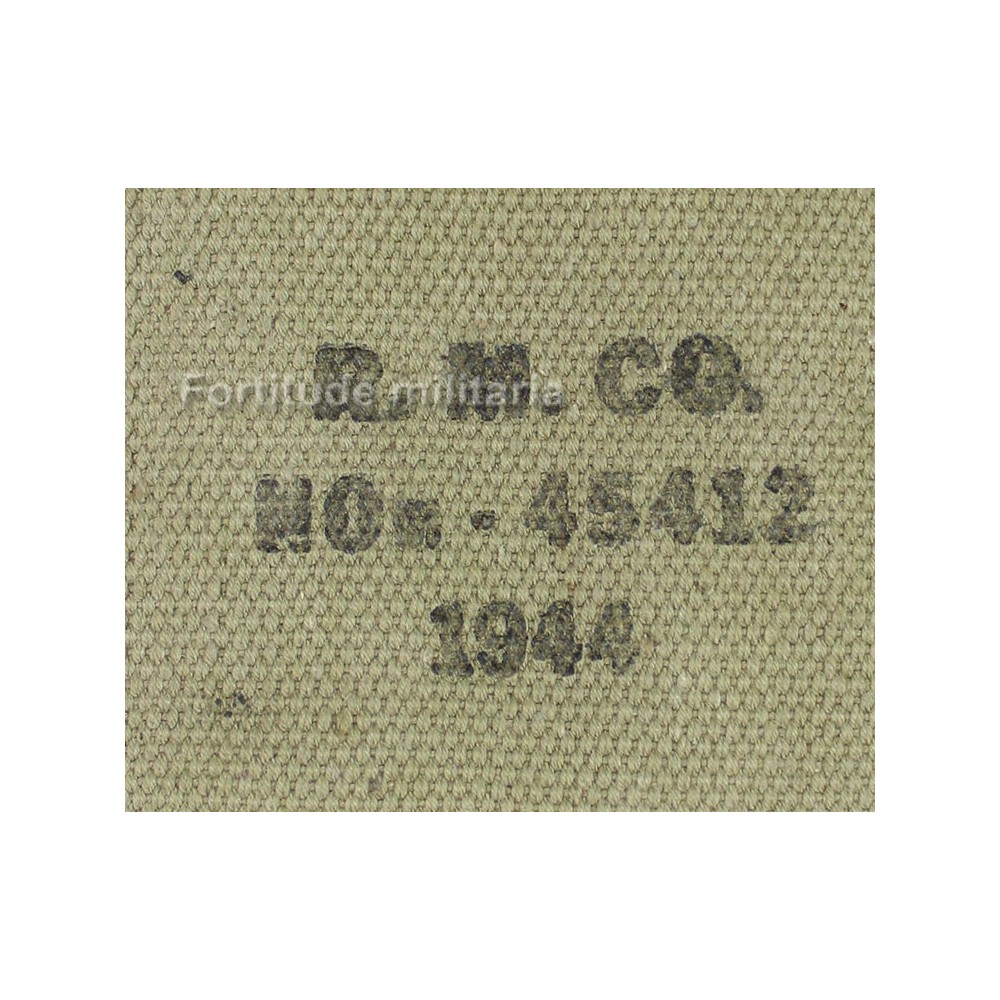 R. M. CO.
NOs. - 45412
1944
Fortitude militaria